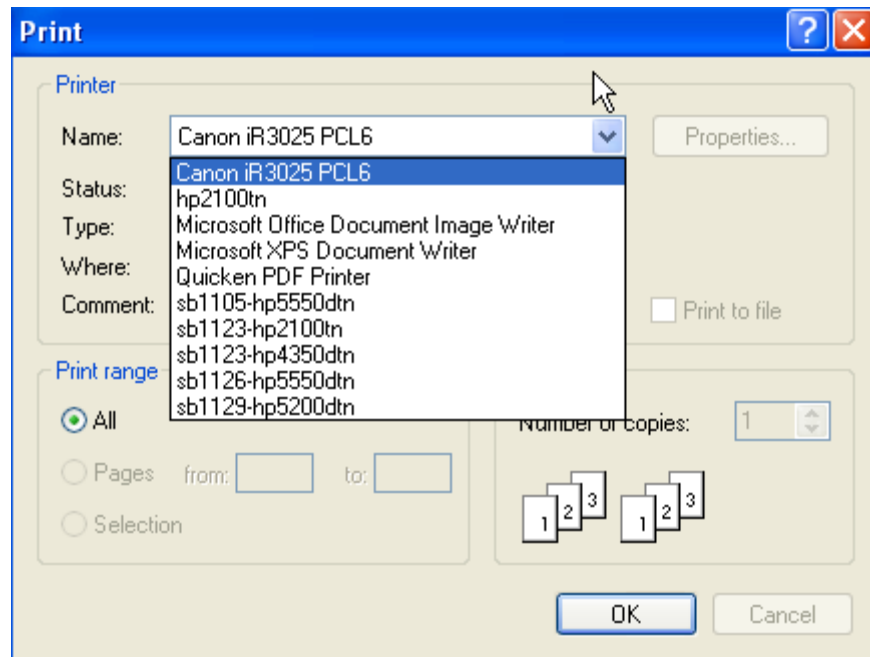 Print
Printer
Name: Canon iR3025 PCL6 Properties...
Canon iR3025 PCL6
Status:
hp2100tn
Type:
Microsoft Office Document Image Writer
Microsoft XPS Document Writer
Where:
Quicken PDF Printer
Comment:
sb1105-hp5550dtn
Print to file
sb1123-hp2100tn
sb1123-hp4350dtn
sb1126-hp5550dtn
sb1129-hp5200dtn
Print range
All
Number of copies: 1
Pages from: to:
Selection
1 2 3 1 2 3
OK Cancel